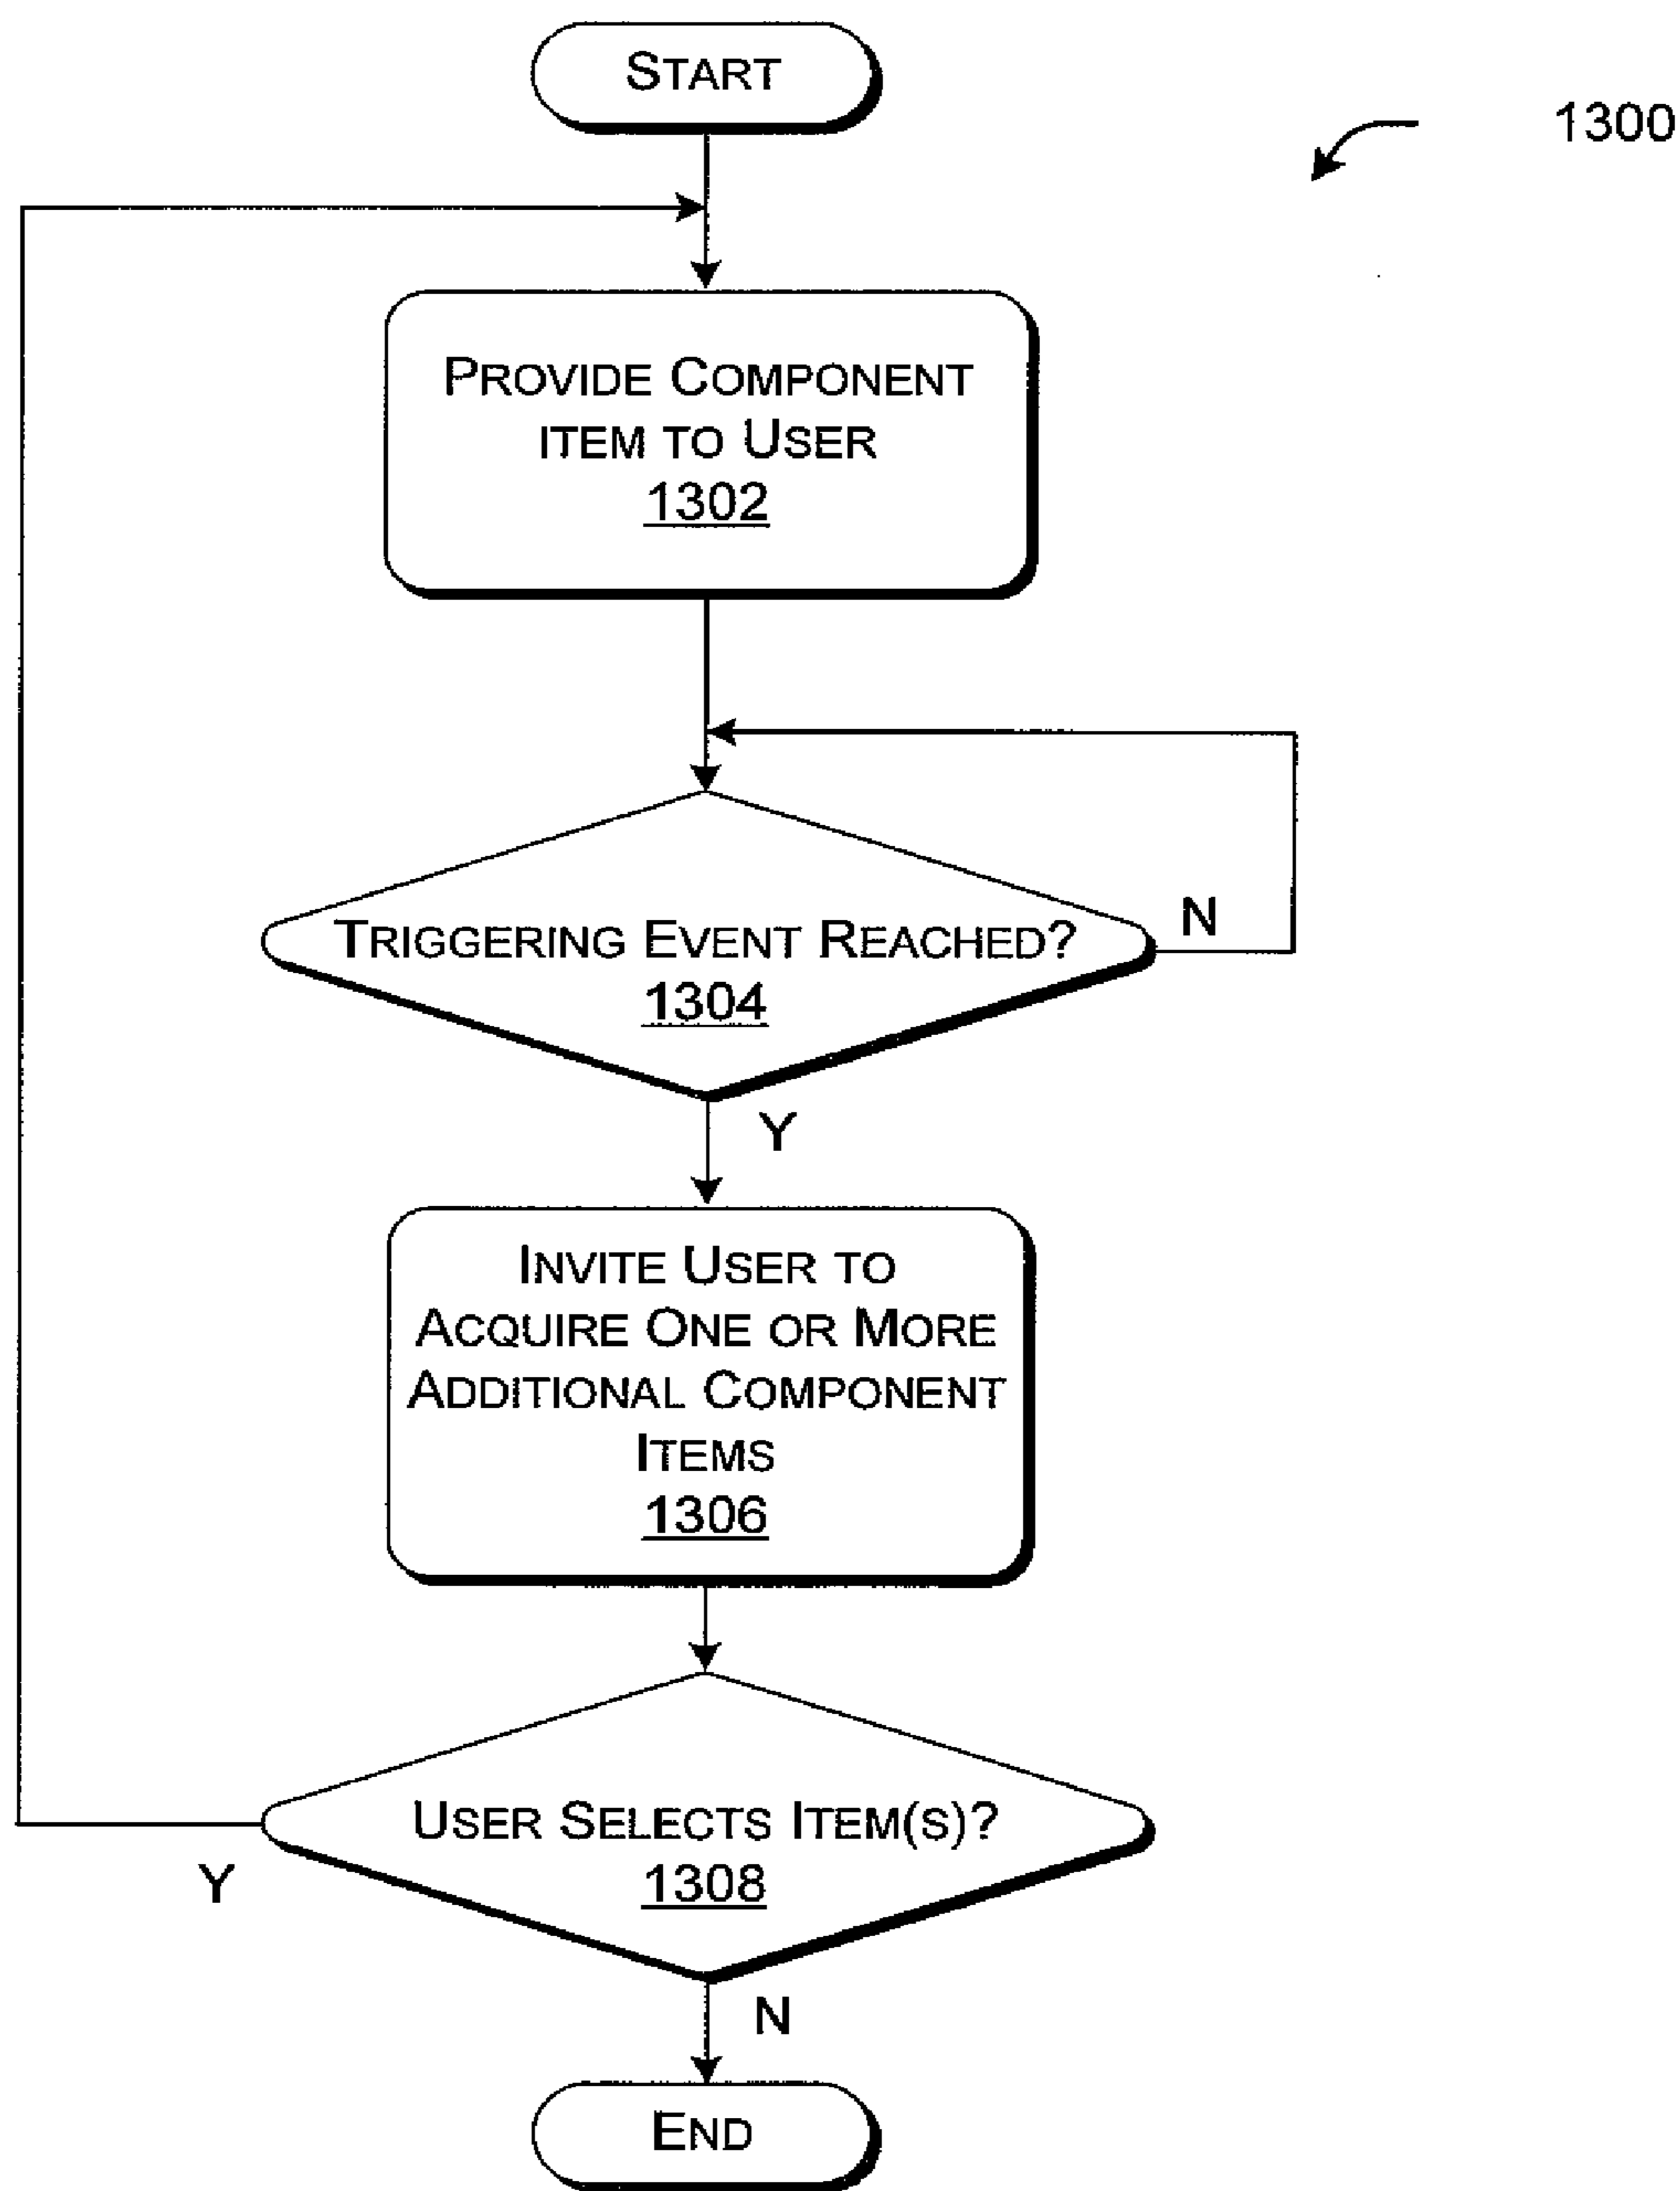 START
1300
PROVIDE COMPONENT
ITEM TO USER
1302
TRIGGERING EVENT REACHED?
1304
N
Y
INVITE USER TO
ACQUIRE ONE OR MORE
ADDITIONAL COMPONENT
ITEMS
1306
USER SELECTS ITEM(S)?
1308
Y
N
END